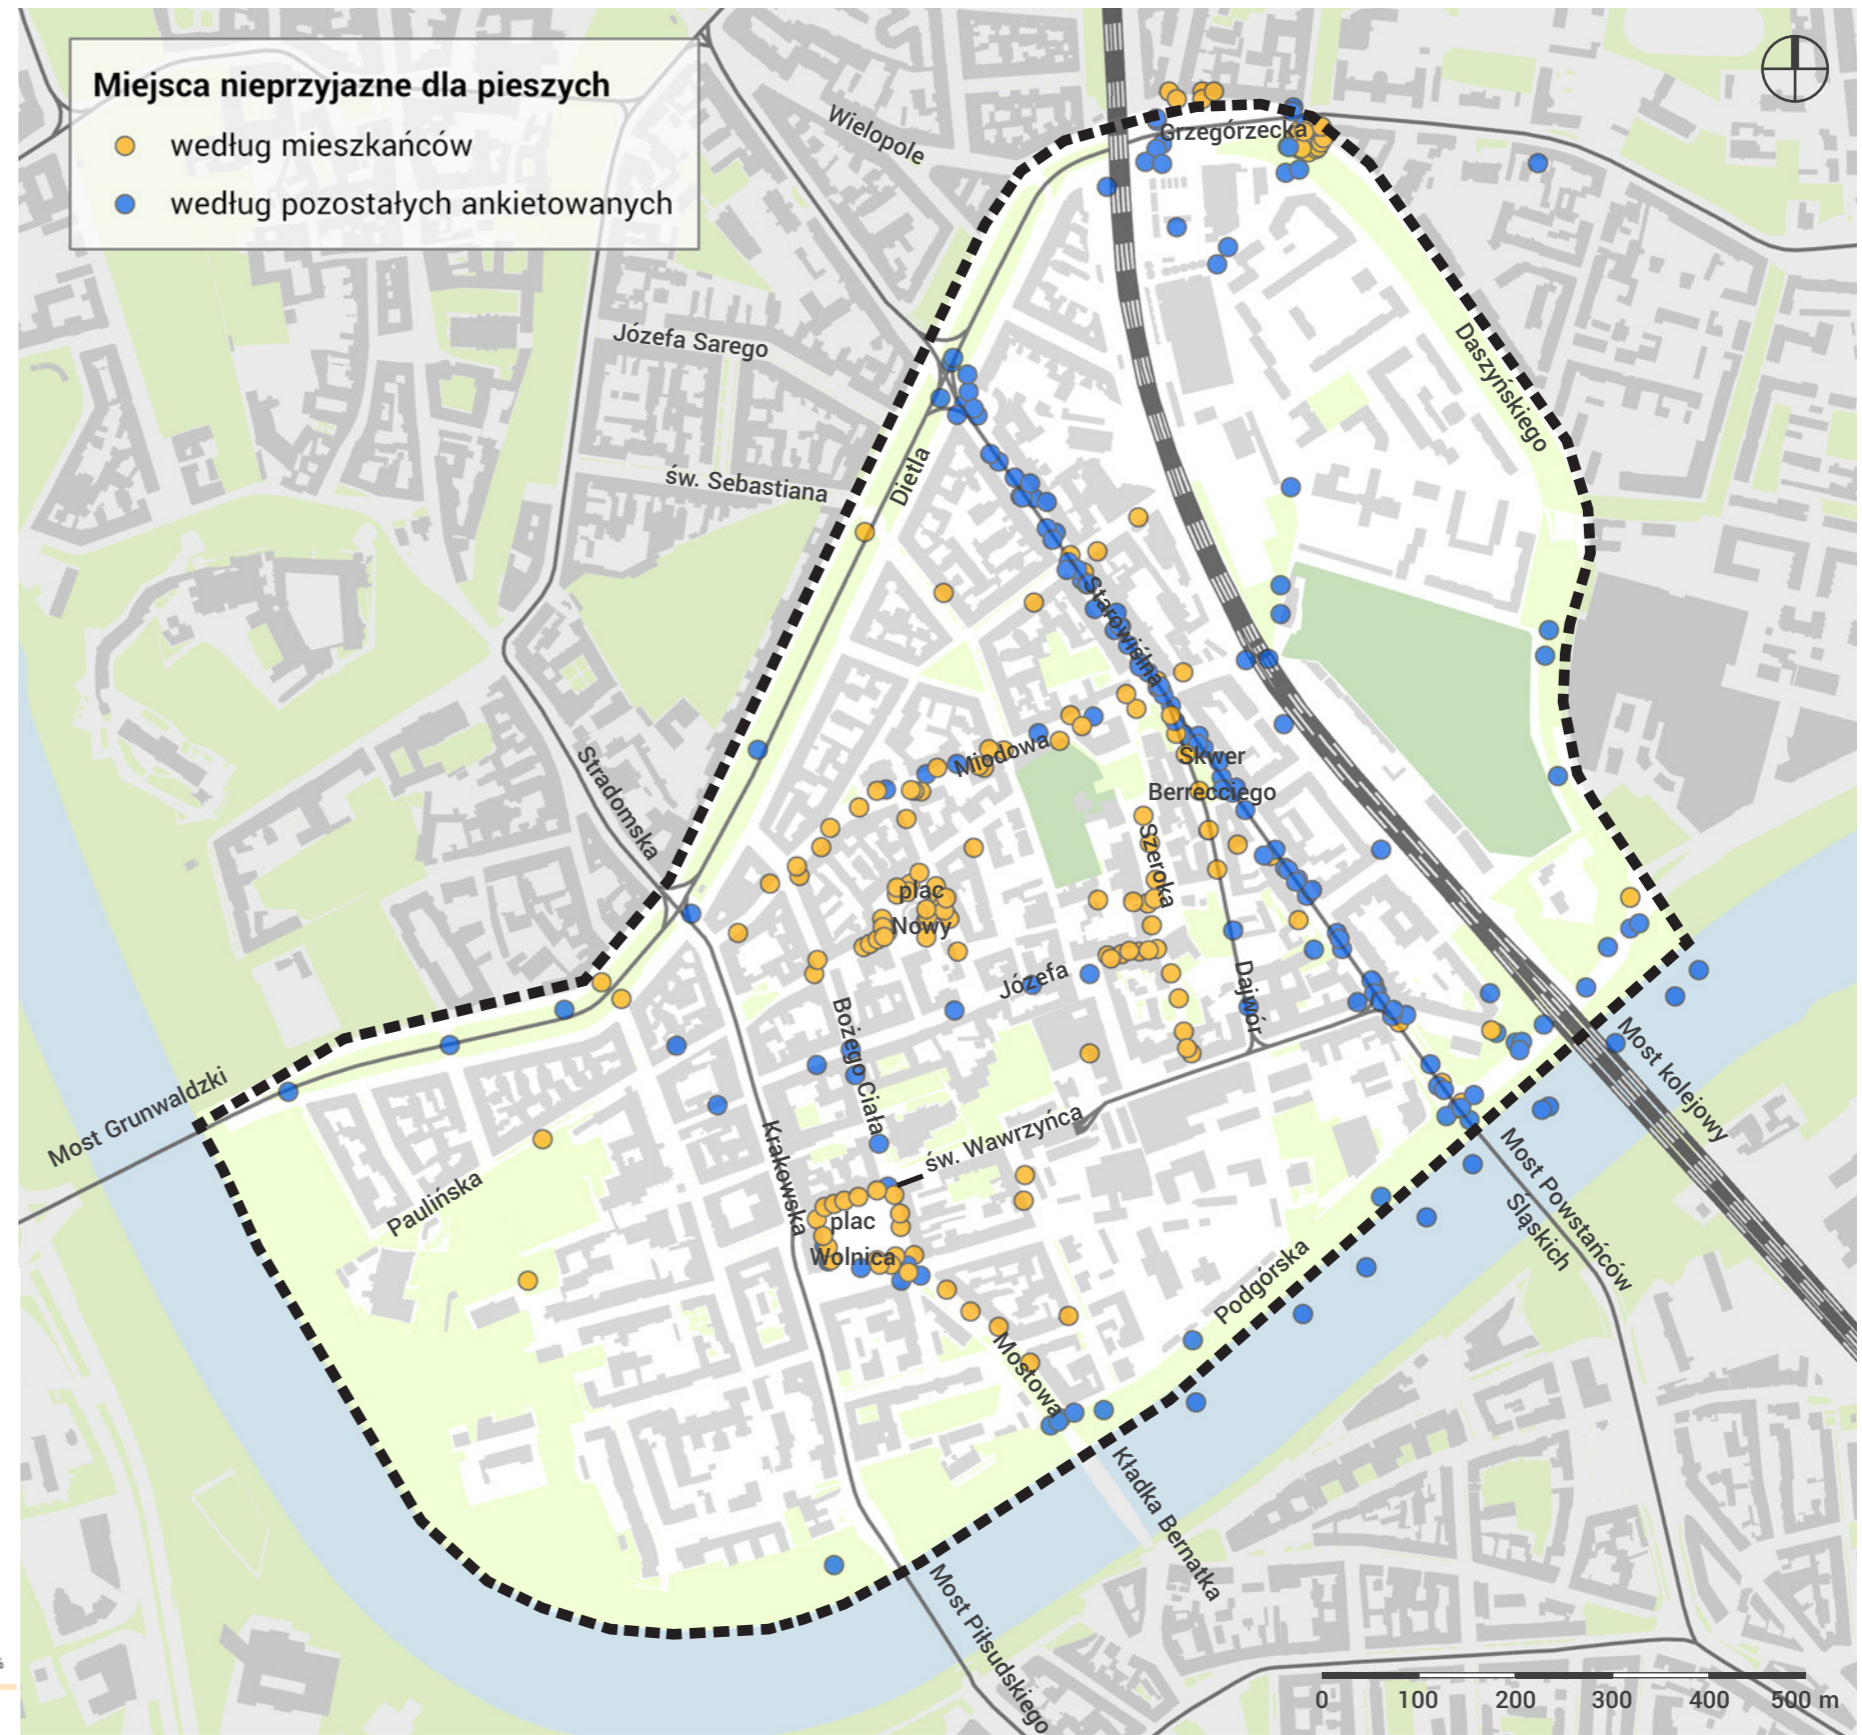 Miejsca nieprzyjazne dla pieszych
według mieszkańców
według pozostałych ankietowanych
Wielopole
Grzegórzecka
Józefa Sarego
Daszyńskiego
św. Sebastiana
Dietla
Starowiślna
Stradomska
Miodowa
Skwer
Berrecciego
Szeroka
plac
Nowy
Józefa
Dajwór
Bożego Ciała
Most Grunwaldzki
Most kolejowy
Paulińska
Krakowska
św. Wawrzyńca
Most Powstańców
Śląskich
plac
Wolnica
Podgórska
Mostowa
Kładka Bernatka
Most Piłsudskiego
0 100 200 300 400 500 m